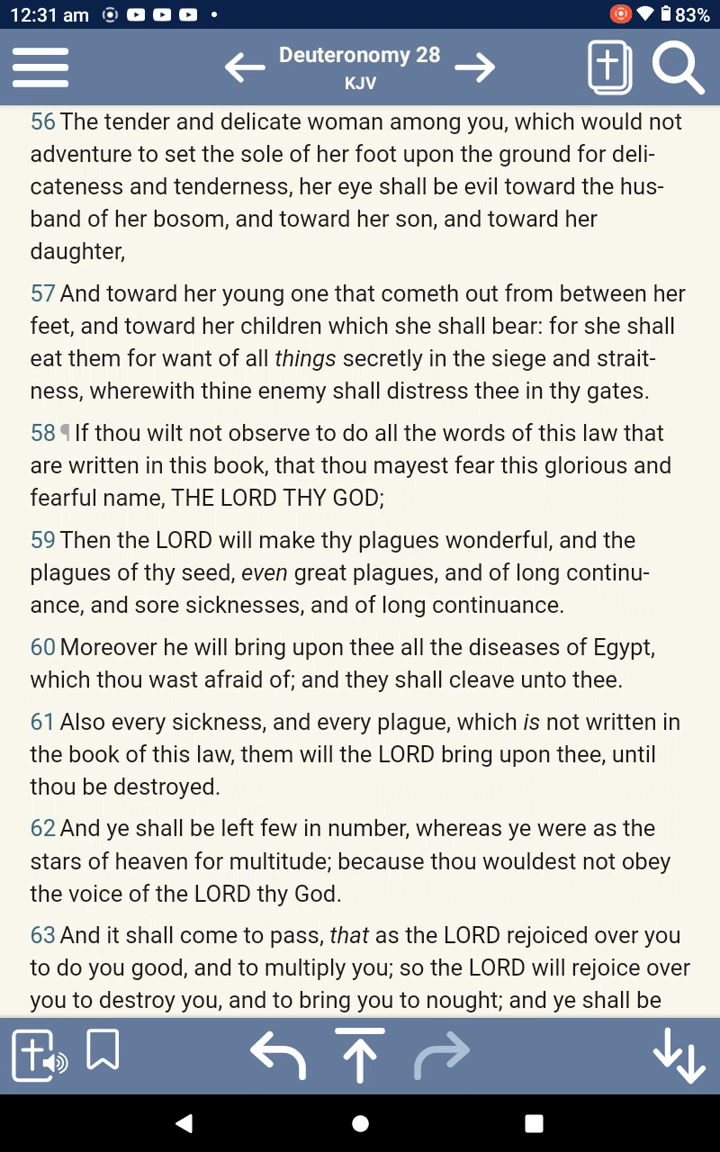 12:31 am
83%
Deuteronomy 28
KJV
56 The tender and delicate woman among you, which would not
adventure to set the sole of her foot upon the ground for deli-
cateness and tenderness, her eye shall be evil toward the hus-
band of her bosom, and toward her son, and toward her
daughter,
57 And toward her young one that cometh out from between her
feet, and toward her children which she shall bear: for she shall
eat them for want of all things secretly in the siege and strait-
ness, wherewith thine enemy shall distress thee in thy gates.
58 ¶ If thou wilt not observe to do all the words of this law that
are written in this book, that thou mayest fear this glorious and
fearful name, THE LORD THY GOD;
59 Then the LORD will make thy plagues wonderful, and the
plagues of thy seed, even great plagues, and of long continu-
ance, and sore sicknesses, and of long continuance.
60 Moreover he will bring upon thee all the diseases of Egypt,
which thou wast afraid of; and they shall cleave unto thee.
61 Also every sickness, and every plague, which is not written in
the book of this law, them will the LORD bring upon thee, until
thou be destroyed.
62 And ye shall be left few in number, whereas ye were as the
stars of heaven for multitude; because thou wouldest not obey
the voice of the LORD thy God.
63 And it shall come to pass, that as the LORD rejoiced over you
to do you good, and to multiply you; so the LORD will rejoice over
you to destroy you, and to bring you to nought; and ye shall be